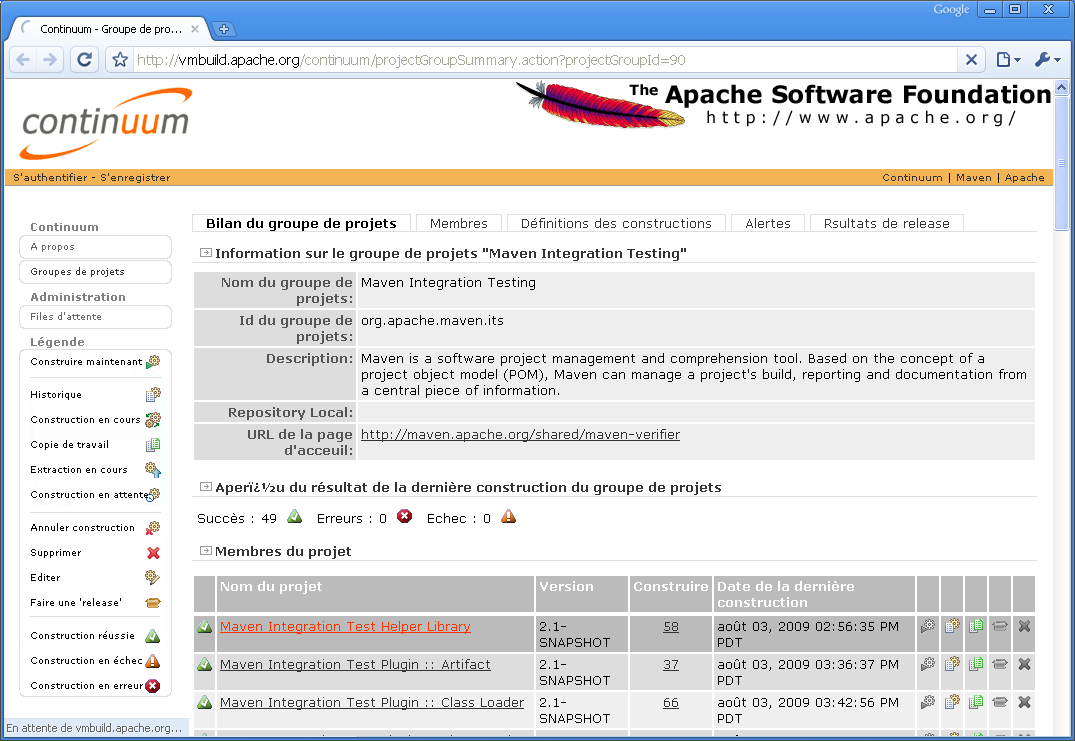 Google
Continuum - Groupe de pro...
http://vmbuild.apache.org/continuum/projectGroupSummary.action?projectGroupId=90
continuum
The Apache Software Foundation
http://www.apache.org/
S'authentifier - S'enregistrer
Continuum | Maven | Apache
Continuum
A propos
Groupes de projets
Administration
Files d'attente
Légende
Construire maintenant
Historique
Construction en cours
Copie de travail
Extraction en cours
Construction en attente
Annuler construction
Supprimer
Editer
Faire une 'release'
Construction réussie
Construction en échec
Construction en erreur
Bilan du groupe de projets
Membres
Définitions des constructions
Alertes
Rsultats de release
Information sur le groupe de projets "Maven Integration Testing"
Nom du groupe de projets: Maven Integration Testing
Id du groupe de projets: org.apache.maven.its
Description: Maven is a software project management and comprehension tool. Based on the concept of a
project object model (POM), Maven can manage a project's build, reporting and documentation from
a central piece of information.
Repository Local:
URL de la page d'acceuil: http://maven.apache.org/shared/maven-verifier
Aperï¿½u du résultat de la dernière construction du groupe de projets
Succès : 49 Erreurs : 0 Echec : 0
Membres du projet
Nom du projet Version Construire Date de la dernière construction
Maven Integration Test Helper Library 2.1-SNAPSHOT 58 août 03, 2009 02:56:35 PM PDT
Maven Integration Test Plugin :: Artifact 2.1-SNAPSHOT 37 août 03, 2009 03:36:37 PM PDT
Maven Integration Test Plugin :: Class Loader 2.1-SNAPSHOT 66 août 03, 2009 03:42:56 PM PDT
En attente de vmbuild.apache.org...